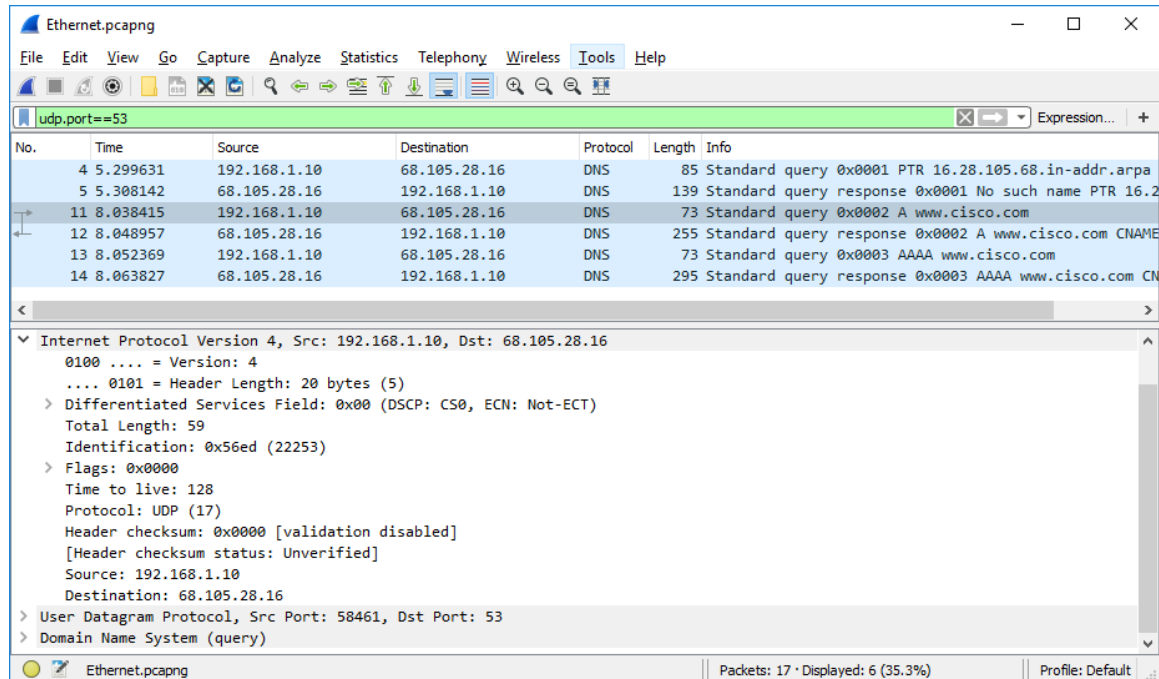 Ethernet.pcapng
File Edit View Go Capture Analyze Statistics Telephony Wireless Tools Help
udp.port==53 Expression... +
No. Time Source Destination Protocol Length Info
4 5.299631 192.168.1.10 68.105.28.16 DNS 85 Standard query 0x0001 PTR 16.28.105.68.in-addr.arpa
5 5.308142 68.105.28.16 192.168.1.10 DNS 139 Standard query response 0x0001 No such name PTR 16.2
11 8.038415 192.168.1.10 68.105.28.16 DNS 73 Standard query 0x0002 A www.cisco.com
12 8.048957 68.105.28.16 192.168.1.10 DNS 255 Standard query response 0x0002 A www.cisco.com CNAME
13 8.052369 192.168.1.10 68.105.28.16 DNS 73 Standard query 0x0003 AAAA www.cisco.com
14 8.063827 68.105.28.16 192.168.1.10 DNS 295 Standard query response 0x0003 AAAA www.cisco.com CN
Internet Protocol Version 4, Src: 192.168.1.10, Dst: 68.105.28.16
0100 .... = Version: 4
.... 0101 = Header Length: 20 bytes (5)
Differentiated Services Field: 0x00 (DSCP: CS0, ECN: Not-ECT)
Total Length: 59
Identification: 0x56ed (22253)
Flags: 0x0000
Time to live: 128
Protocol: UDP (17)
Header checksum: 0x0000 [validation disabled]
[Header checksum status: Unverified]
Source: 192.168.1.10
Destination: 68.105.28.16
User Datagram Protocol, Src Port: 58461, Dst Port: 53
Domain Name System (query)
Ethernet.pcapng Packets: 17 · Displayed: 6 (35.3%) Profile: Default